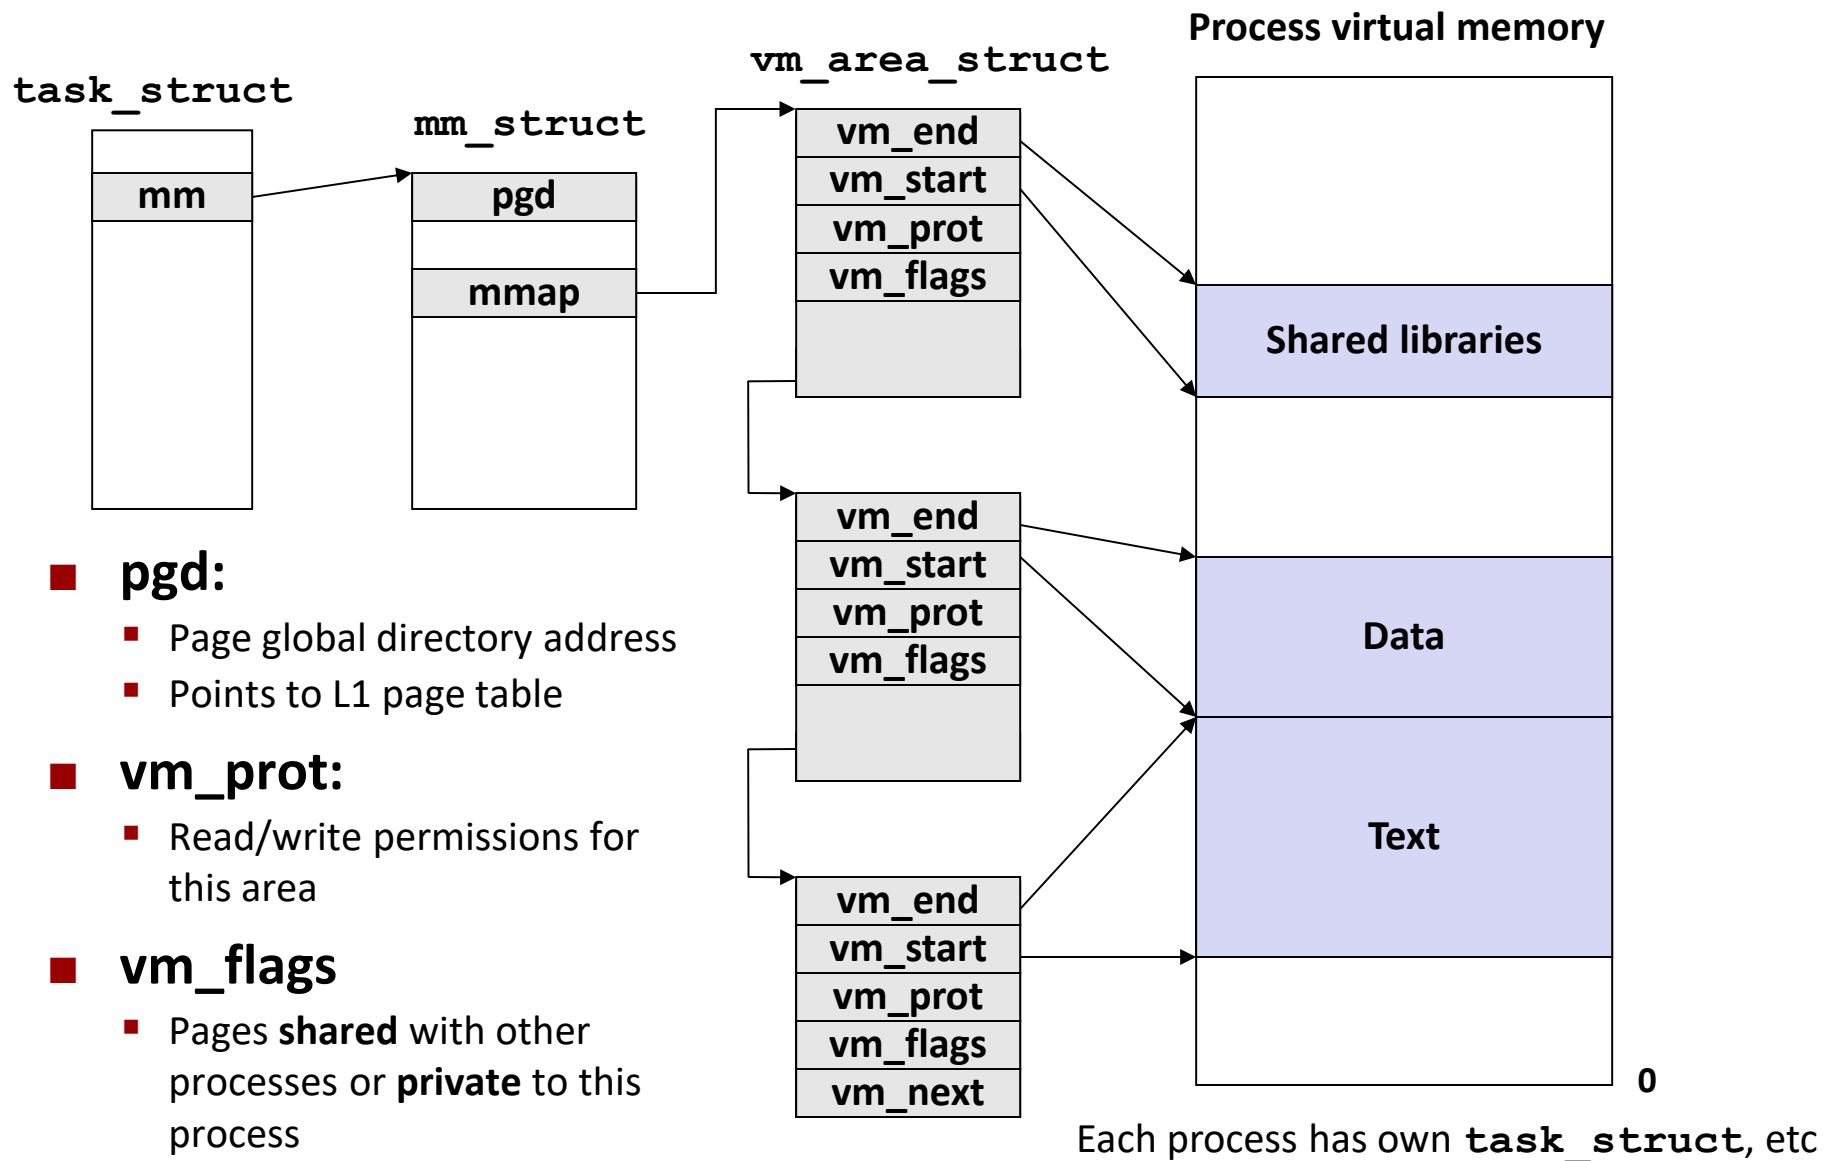 Process virtual memory
vm_area_struct
task_struct
mm_struct
mm
pgd
mmap
vm_end
vm_start
vm_prot
vm_flags
Shared libraries
vm_end
vm_start
vm_prot
vm_flags
Data
Text
vm_end
vm_start
vm_prot
vm_flags
vm_next
0
■ pgd:
▪ Page global directory address
▪ Points to L1 page table
■ vm_prot:
▪ Read/write permissions for
this area
■ vm_flags
▪ Pages shared with other
processes or private to this
process
Each process has own task_struct, etc